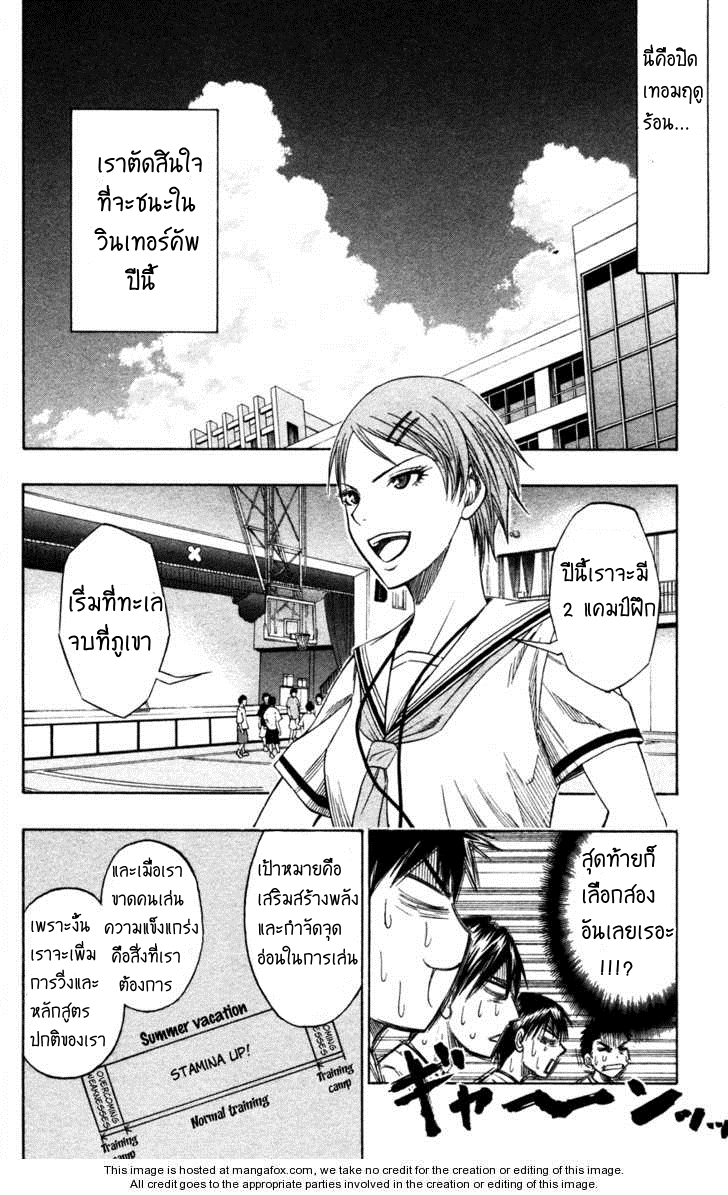 นี่คือปิด
เทอมฤดู
ร้อน...
เราตัดสินใจ
ที่จะชนะใน
วินเทอร์คัพ
ปีนี้
ปีนี้เราจะมี
2 แคมป์ฝึก
เริ่มที่ทะเล
จบที่ภูเขา
สุดท้ายก็
เลือกสอง
อันเลยเรอะ
!!!?
ギャーンッッ
เป้าหมายคือ
เสริมสร้างพลัง
และกำจัดจุด
อ่อนในการเล่น
และเมื่อเรา
ขาดคนเล่น
ความแข็งแกร่ง
คือสิ่งที่เรา
ต้องการ
เพราะงั้น
เราจะเพิ่ม
การวิ่งและ
หลักสูตร
ปกติของเรา
Summer vacation
STAMINA UP!
OVERCOMING
WEAKNESSES
Normal training
Training
camp
Training
camp
This image is hosted at mangafox.com, we take no credit for the creation or editing of this image.
All credit goes to the appropriate parties involved in the creation or editing of this image.